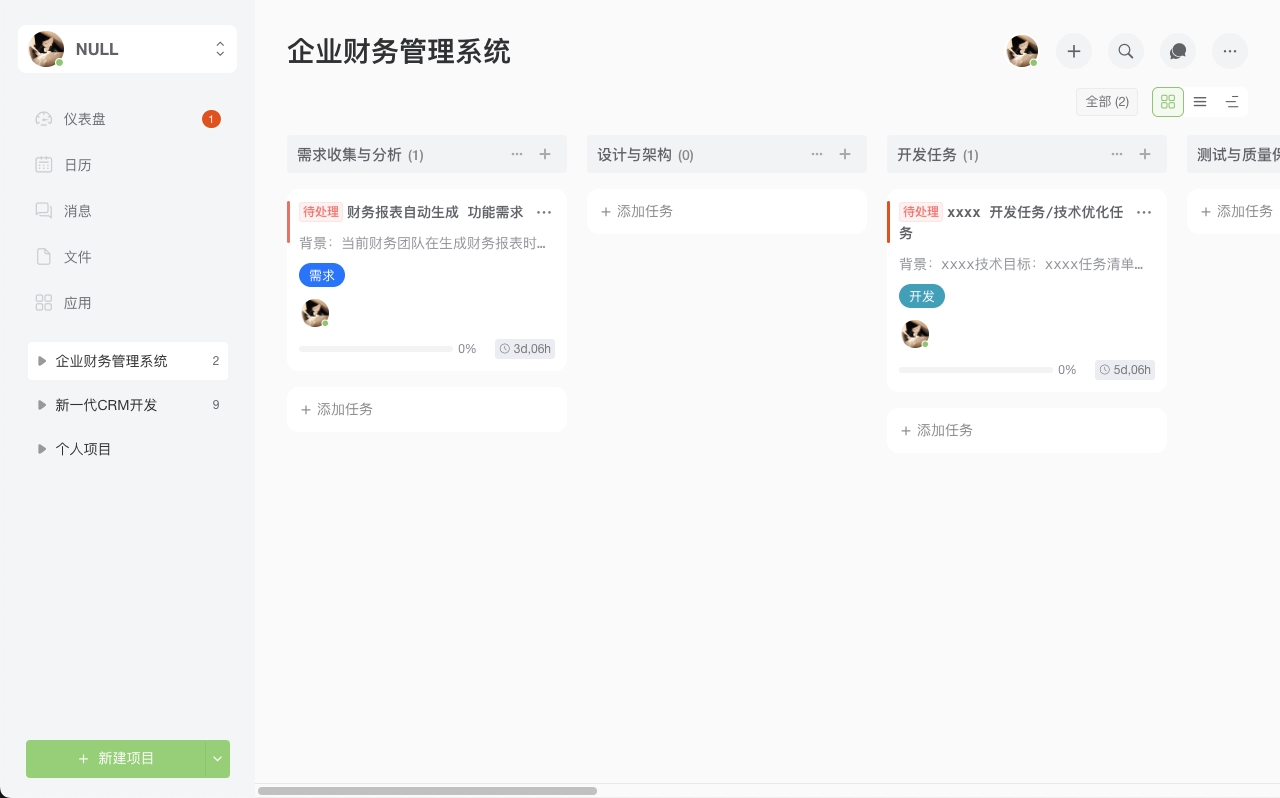 NULL
仪表盘
1
日历
消息
文件
应用
企业财务管理系统
2
新一代CRM开发
9
个人项目
新建项目
企业财务管理系统
全部 (2)
需求收集与分析 (1)
待处理 财务报表自动生成 功能需求
背景：当前财务团队在生成财务报表时...
需求
0%
3d,06h
添加任务
设计与架构 (0)
添加任务
开发任务 (1)
待处理 xxxx 开发任务/技术优化任
务
背景：xxxx技术目标：xxxx任务清单...
开发
0%
5d,06h
添加任务
测试与质量
添加任务